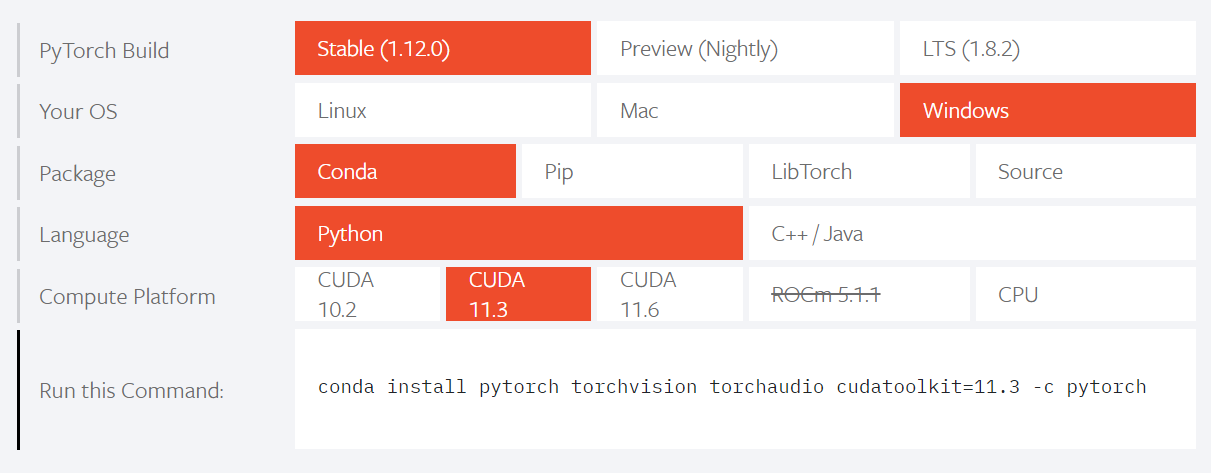 PyTorch Build
Stable (1.12.0)
Preview (Nightly)
LTS (1.8.2)
Your OS
Linux
Mac
Windows
Package
Conda
Pip
LibTorch
Source
Language
Python
C++ / Java
Compute Platform
CUDA
10.2
CUDA
11.3
CUDA
11.6
ROCm 5.1.1
CPU
Run this Command:
conda install pytorch torchvision torchaudio cudatoolkit=11.3 -c pytorch